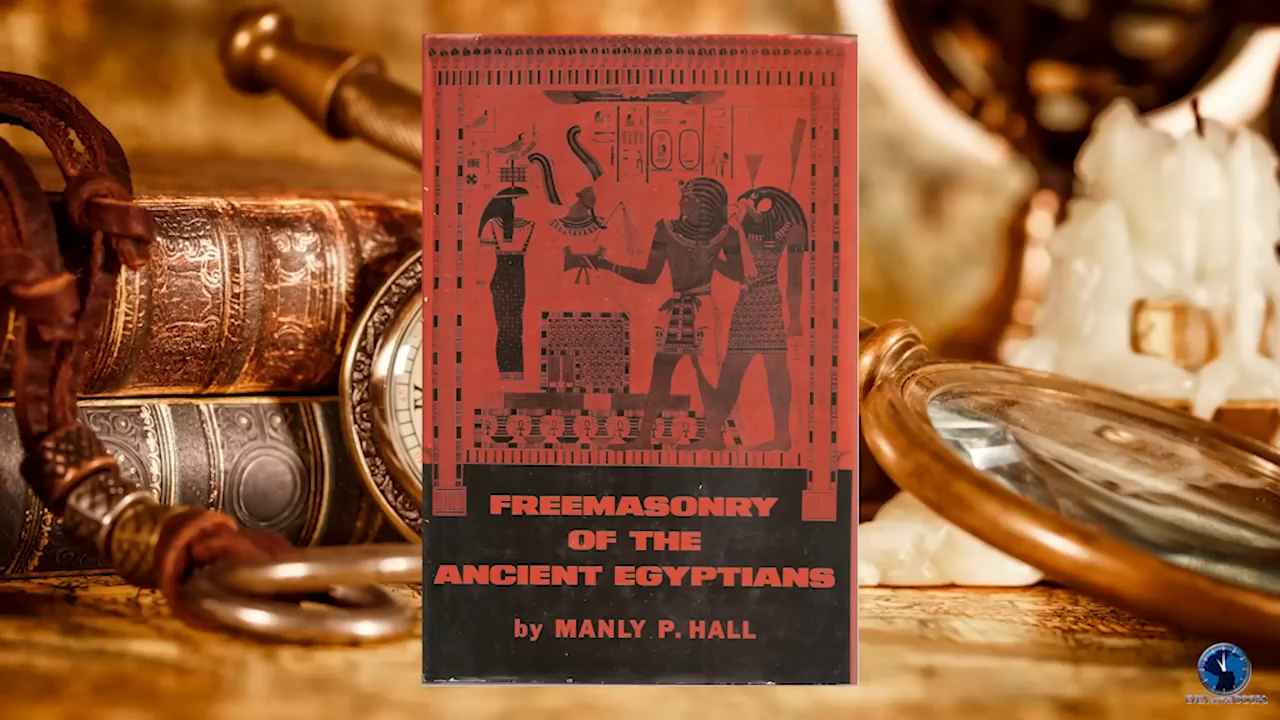 FREEMASONRY
OF THE
ANCIENT EGYPTIANS
by MANLY P. HALL